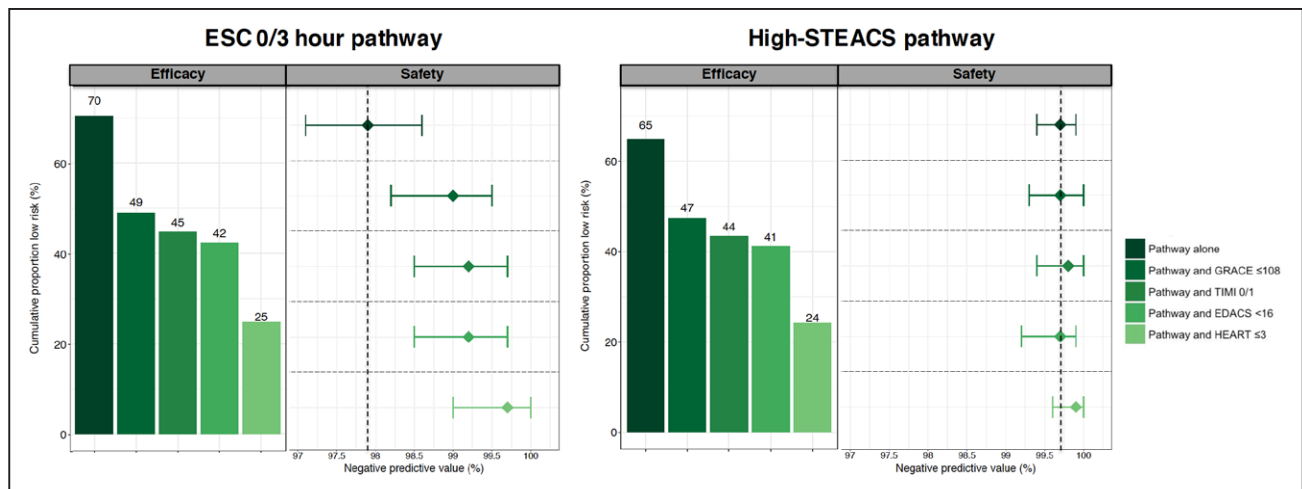 ESC 0/3 hour pathway
Efficacy
Safety
Cumulative proportion low risk (%)
60
40
20
0
70
49
45
42
25
97
97.5
98
98.5
99
99.5
100
Negative predictive value (%)
High-STEACS pathway
Efficacy
Safety
Cumulative proportion low risk (%)
60
40
20
0
65
47
44
41
24
97
97.5
98
98.5
99
99.5
100
Negative predictive value (%)
Pathway alone
Pathway and GRACE ≤108
Pathway and TIMI 0/1
Pathway and EDACS <16
Pathway and HEART ≤3